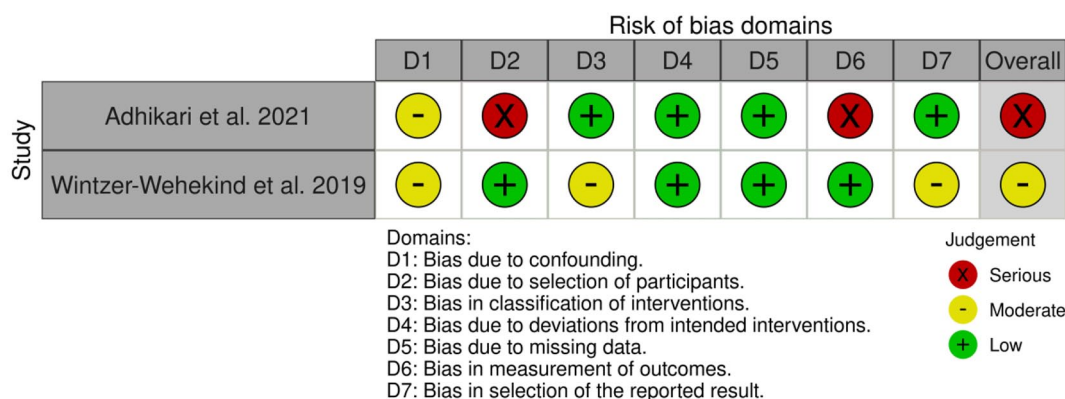 Risk of bias domains
D1 D2 D3 D4 D5 D6 D7 Overall
Study
Adhikari et al. 2021 - X + + + X + X
Wintzer-Wehekind et al. 2019 - + - + + + - -
Domains:
D1: Bias due to confounding.
D2: Bias due to selection of participants.
D3: Bias in classification of interventions.
D4: Bias due to deviations from intended interventions.
D5: Bias due to missing data.
D6: Bias in measurement of outcomes.
D7: Bias in selection of the reported result.
Judgement
X Serious
- Moderate
+ Low